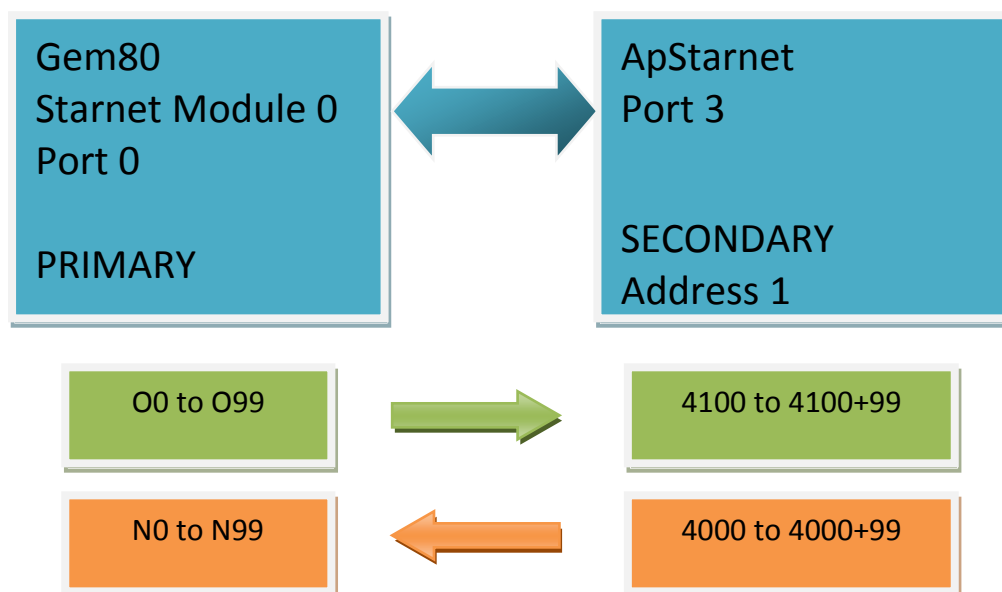 Gem80
Starnet Module 0
Port 0
PRIMARY
ApStarnet
Port 3
SECONDARY
Address 1
O0 to O99
4100 to 4100+99
N0 to N99
4000 to 4000+99